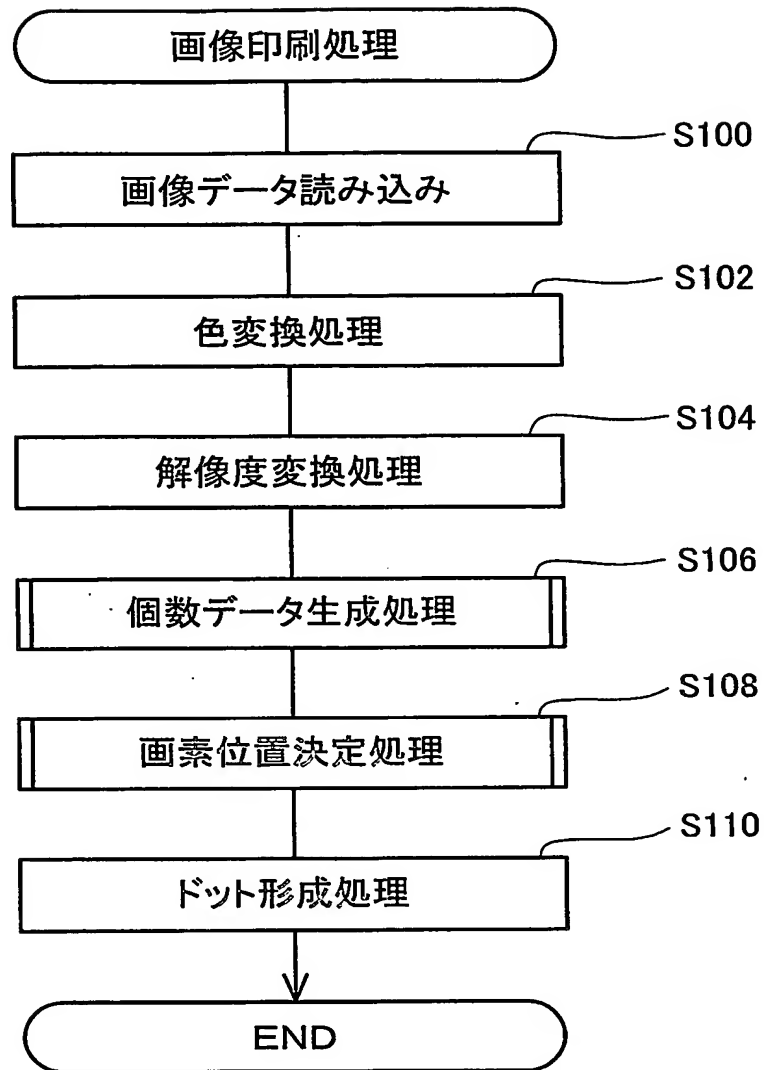 画像印刷処理
S100
画像データ読み込み
S102
色変換処理
S104
解像度変換処理
S106
個数データ生成処理
S108
画素位置決定処理
S110
ドット形成処理
END